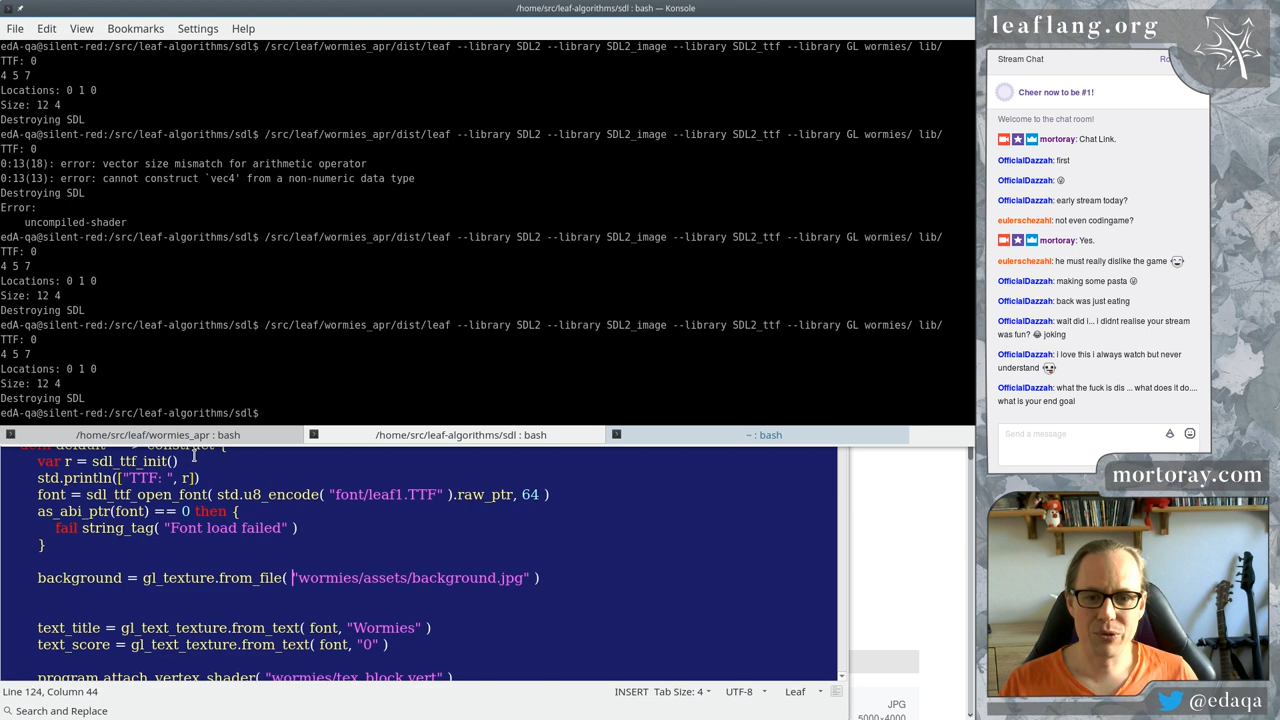 /home/src/leaf-algorithms/sdl : bash — Konsole
File Edit View Bookmarks Settings Help
edA-qa@silent-red:/src/leaf-algorithms/sdl$ /src/leaf/wormies_apr/dist/leaf --library SDL2 --library SDL2_image --library SDL2_ttf --library GL wormies/ lib/
TTF: 0
4 5 7
Locations: 0 1 0
Size: 12 4
Destroying SDL
edA-qa@silent-red:/src/leaf-algorithms/sdl$ /src/leaf/wormies_apr/dist/leaf --library SDL2 --library SDL2_image --library SDL2_ttf --library GL wormies/ lib/
TTF: 0
0:13(18): error: vector size mismatch for arithmetic operator
0:13(13): error: cannot construct `vec4' from a non-numeric data type
Destroying SDL
Error:
uncompiled-shader
edA-qa@silent-red:/src/leaf-algorithms/sdl$ /src/leaf/wormies_apr/dist/leaf --library SDL2 --library SDL2_image --library SDL2_ttf --library GL wormies/ lib/
TTF: 0
4 5 7
Locations: 0 1 0
Size: 12 4
Destroying SDL
edA-qa@silent-red:/src/leaf-algorithms/sdl$ /src/leaf/wormies_apr/dist/leaf --library SDL2 --library SDL2_image --library SDL2_ttf --library GL wormies/ lib/
TTF: 0
4 5 7
Locations: 0 1 0
Size: 12 4
Destroying SDL
edA-qa@silent-red:/src/leaf-algorithms/sdl$
/home/src/leaf/wormies_apr : bash
/home/src/leaf-algorithms/sdl : bash
~ : bash
var r = sdl_ttf_init()
std.println(["TTF: ", r])
font = sdl_ttf_open_font( std.u8_encode( "font/leaf1.TTF" ).raw_ptr, 64 )
as_abi_ptr(font) == 0 then {
fail string_tag( "Font load failed" )
}
background = gl_texture.from_file( "wormies/assets/background.jpg" )
text_title = gl_text_texture.from_text( font, "Wormies" )
text_score = gl_text_texture.from_text( font, "0" )
program.attach_vertex_shader( "wormies/tex_block.vert" )
Line 124, Column 44
INSERT Tab Size: 4 UTF-8 Leaf
Search and Replace
JPG
5000×4000
leaflang.org
Stream Chat
Cheer now to be #1!
Welcome to the chat room!
mortoray: Chat Link.
OfficialDazzah: first
OfficialDazzah:
OfficialDazzah: early stream today?
eulerschezahl: not even codingame?
mortoray: Yes.
eulerschezahl: he must really dislike the game
OfficialDazzah: making some pasta
OfficialDazzah: back was just eating
OfficialDazzah: wait did i... i didnt realise your stream
was fun? joking
OfficialDazzah: i love this i always watch but never
understand
OfficialDazzah: what the fuck is dis ... what does it do....
what is your end goal
Send a message
mortoray.com
@edaqa